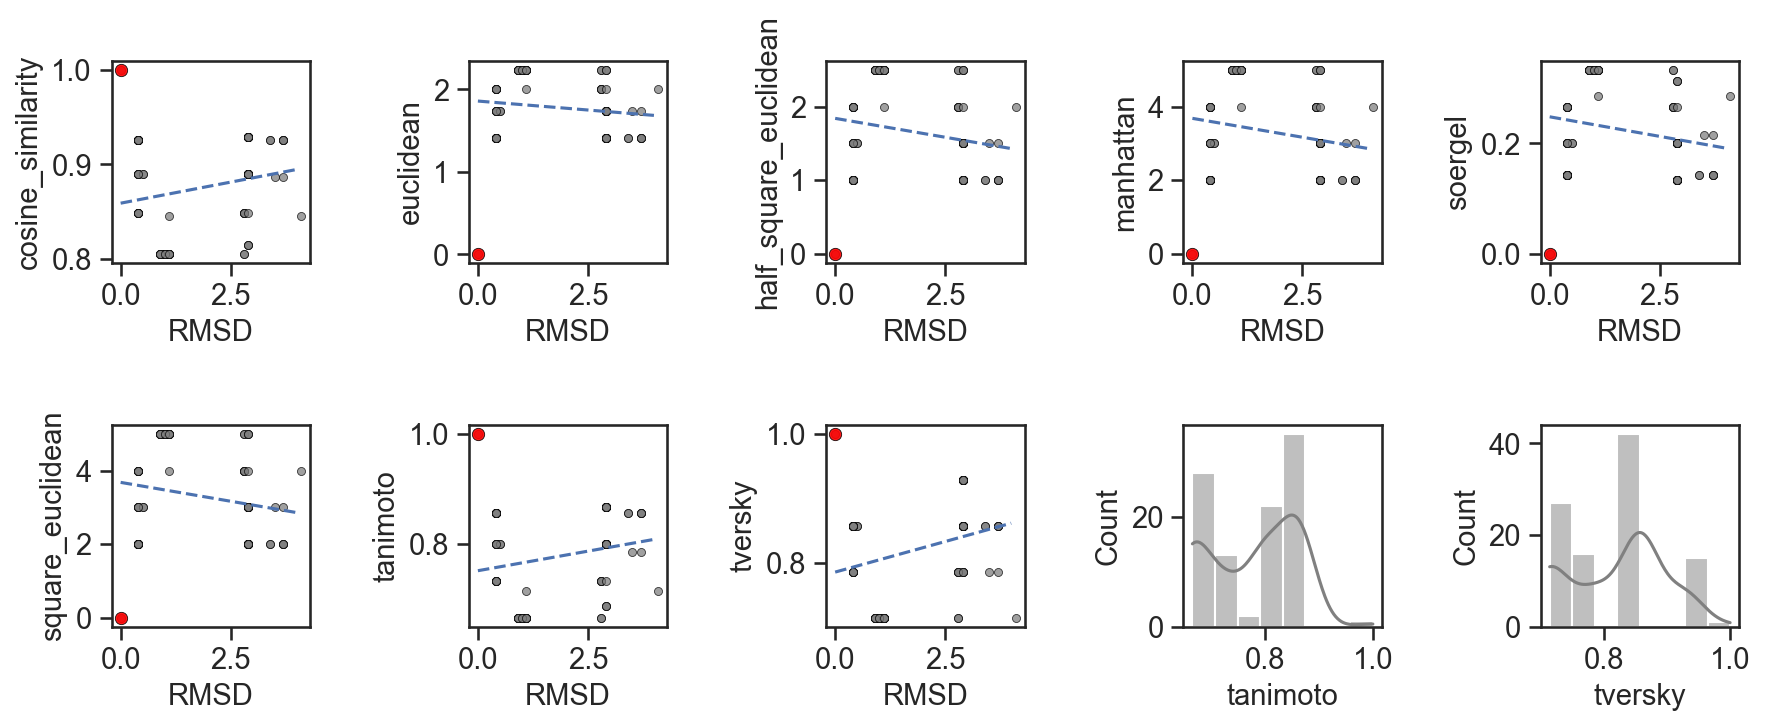 cosine_similarity
1.0
0.9
0.8
0.0 2.5
RMSD
euclidean
2
1
0
0.0 2.5
RMSD
half_square_euclidean
2
1
0
0.0 2.5
RMSD
manhattan
4
2
0
0.0 2.5
RMSD
soergel
0.2
0.0
0.0 2.5
RMSD
square_euclidean
4
2
0
0.0 2.5
RMSD
tanimoto
1.0
0.8
0.0 2.5
RMSD
tversky
1.0
0.8
0.0 2.5
RMSD
Count
20
0
0.8 1.0
tanimoto
Count
40
20
0
0.8 1.0
tversky